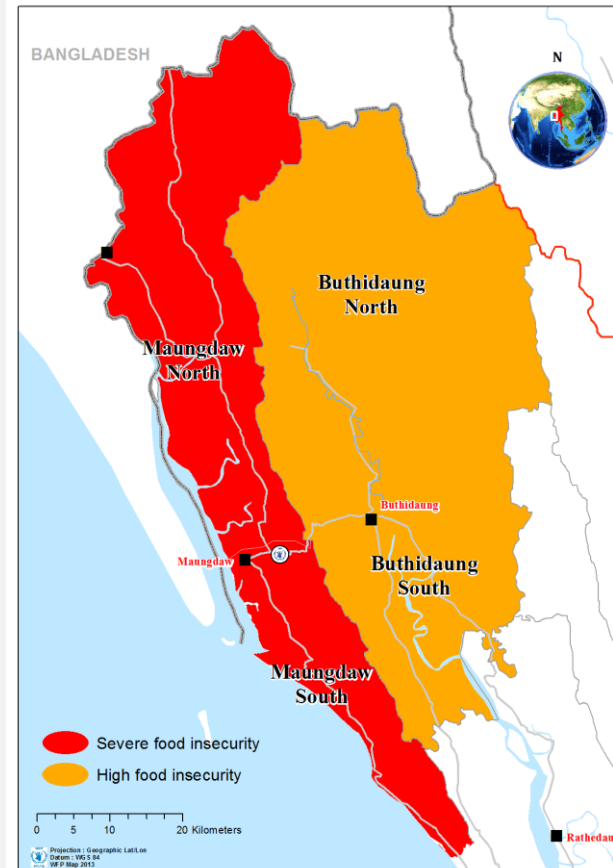 BANGLADESH
N
Buthidaung
North
Maungdaw
North
Buthidaung
Maungdaw
Buthidaung
South
Maungdaw
South
Severe food insecurity
High food insecurity
0 5 10 20 Kilometers
Rathedau
Projection : Geographic Lat/Lon
Datum : WGS 84
WFP Map 2013